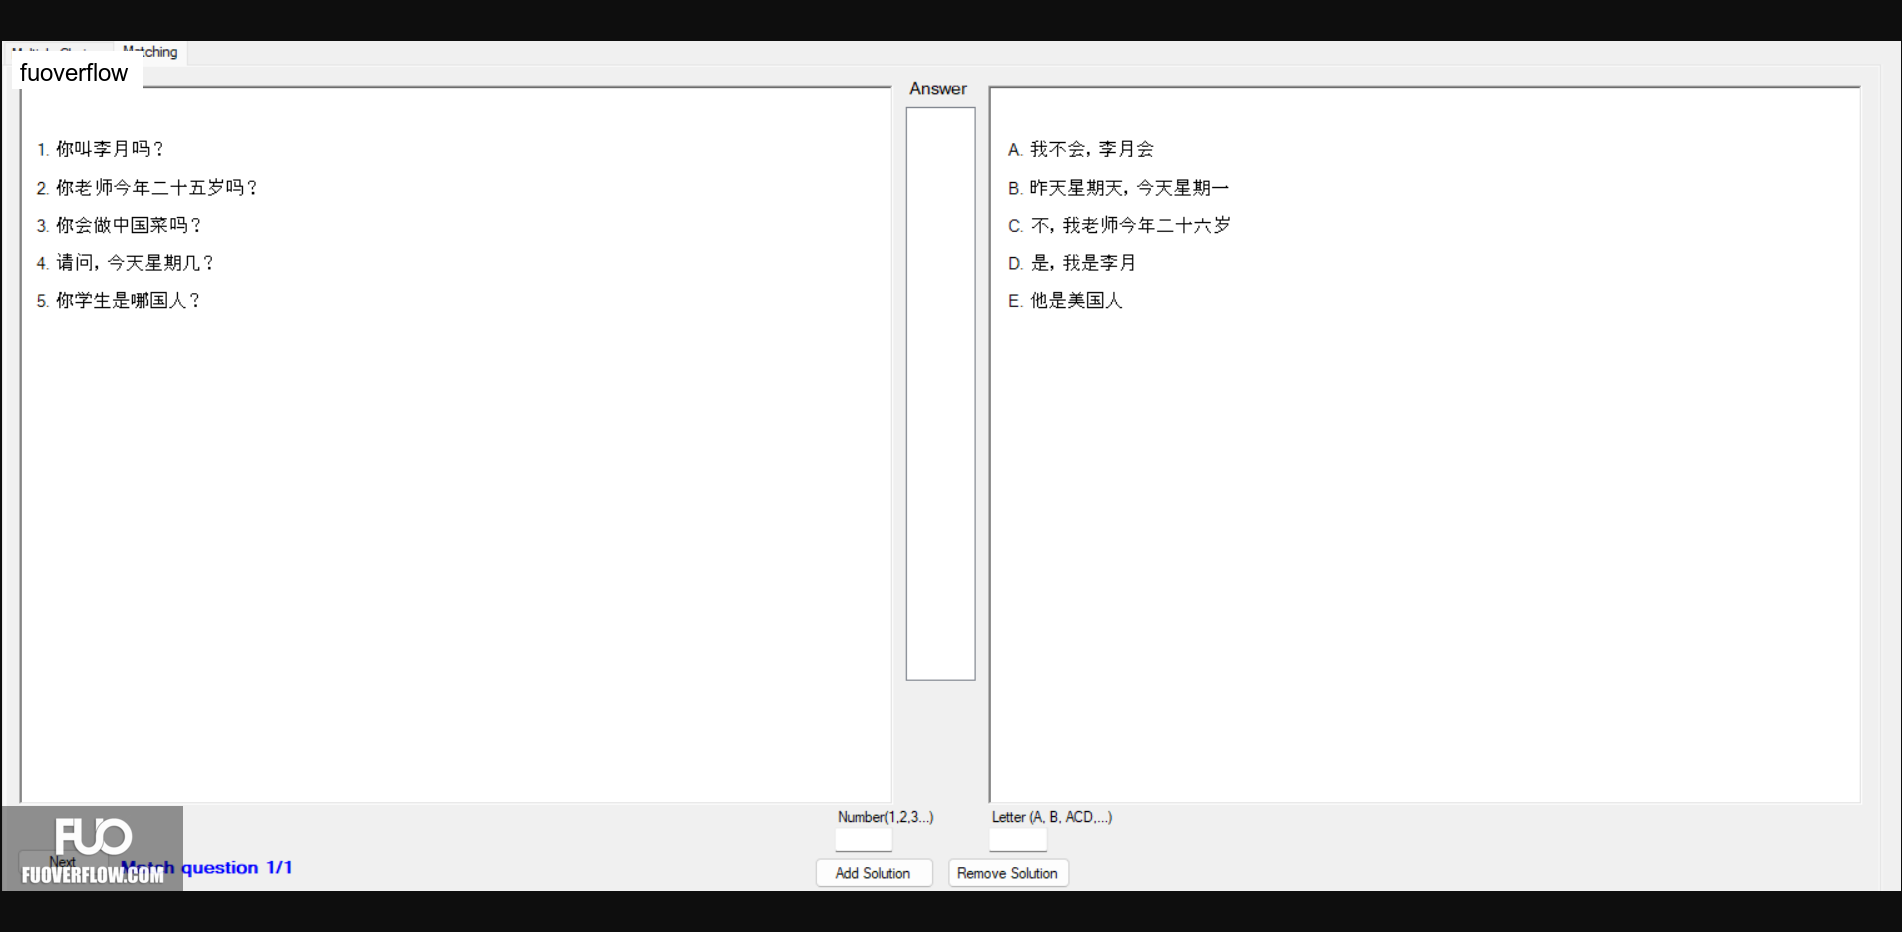 Matching
fuoverflow
Answer
1. 你叫李月吗？
2. 你老师今年二十五岁吗？
3. 你会做中国菜吗？
4. 请问，今天星期几？
5. 你学生是哪国人？
A. 我不会，李月会
B. 昨天星期天，今天星期一
C. 不，我老师今年二十六岁
D. 是，我是李月
E. 他是美国人
Number(1,2,3...)
Letter (A, B, ACD,...)
FUO
Next
FUOVERFLOW.COM
Match question 1/1
Add Solution
Remove Solution